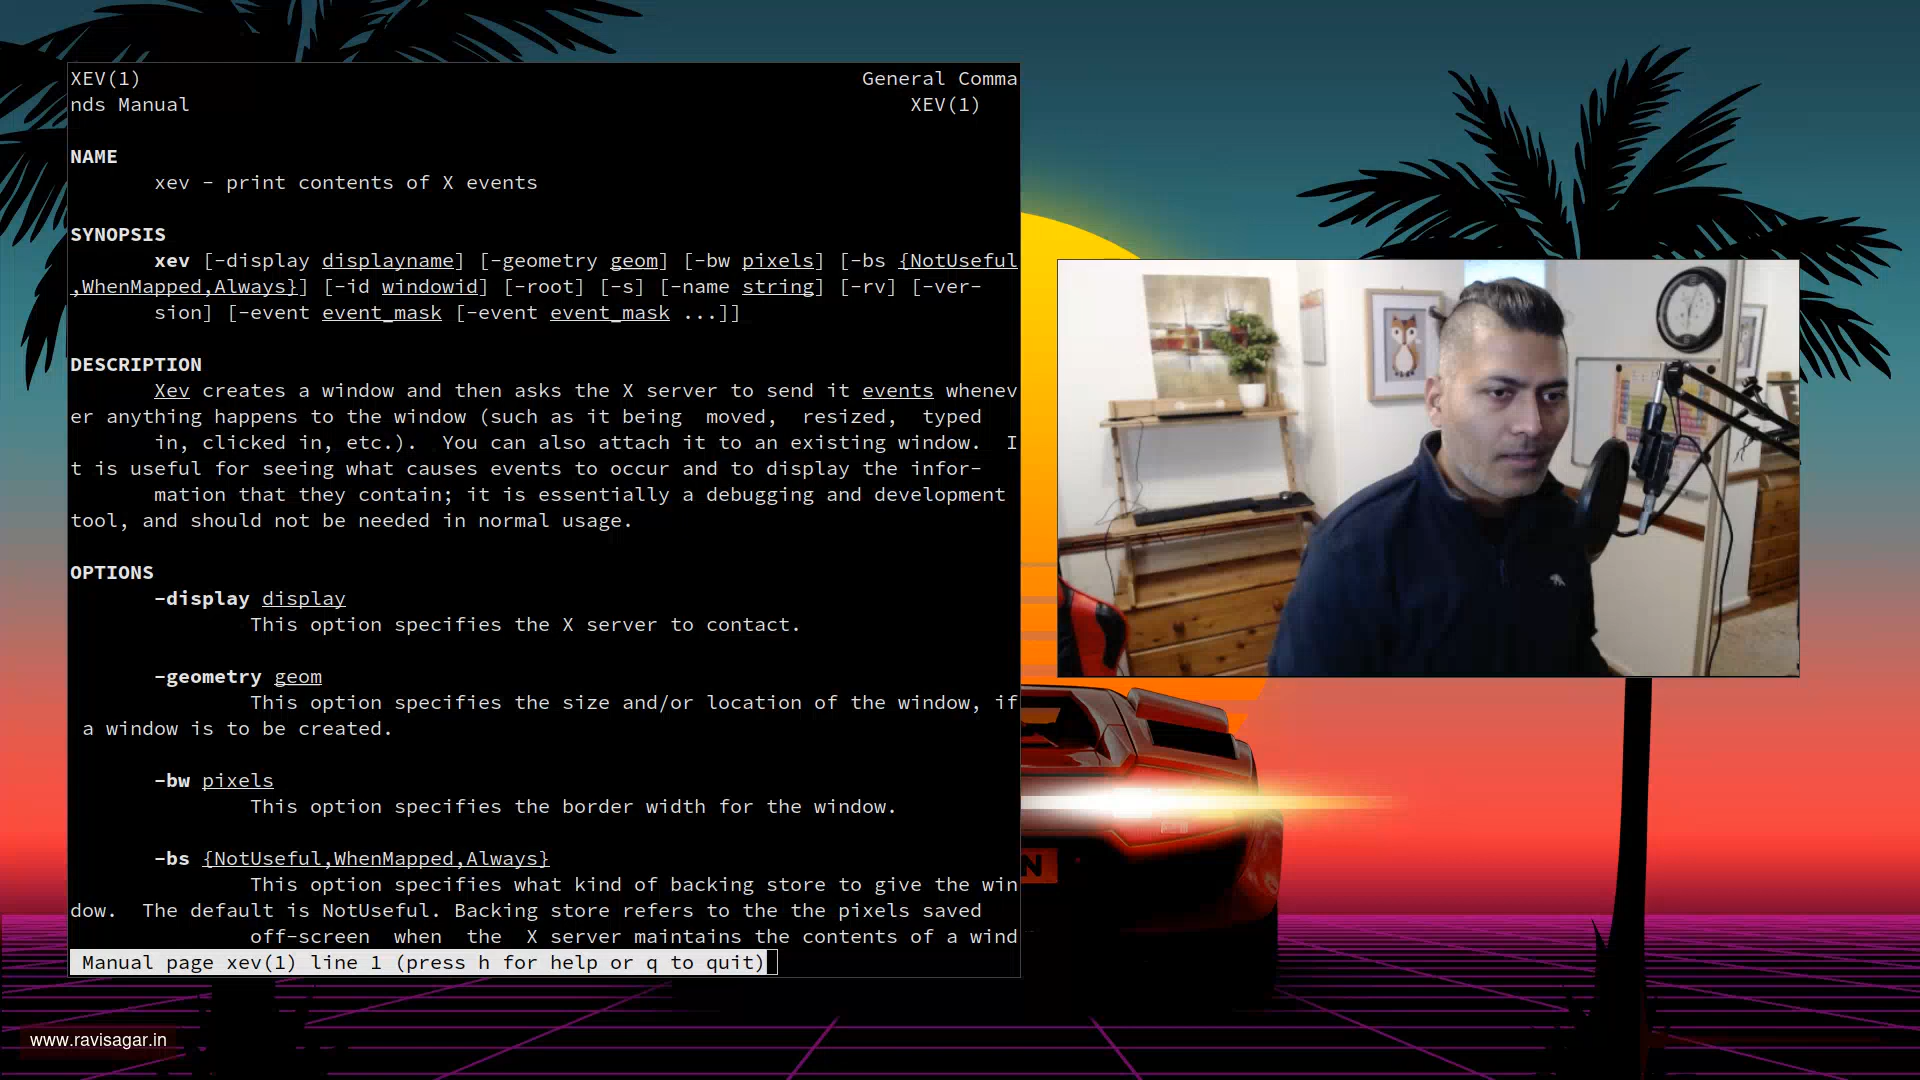 XEV(1) General Comma
nds Manual XEV(1)
NAME
xev - print contents of X events
SYNOPSIS
xev [-display displayname] [-geometry geom] [-bw pixels] [-bs {NotUseful
,WhenMapped,Always}] [-id windowid] [-root] [-s] [-name string] [-rv] [-ver-
sion] [-event event_mask [-event event_mask ...]]
DESCRIPTION
Xev creates a window and then asks the X server to send it events whenev
er anything happens to the window (such as it being moved, resized, typed
in, clicked in, etc.). You can also attach it to an existing window. I
t is useful for seeing what causes events to occur and to display the infor-
mation that they contain; it is essentially a debugging and development
tool, and should not be needed in normal usage.
OPTIONS
-display display
This option specifies the X server to contact.
-geometry geom
This option specifies the size and/or location of the window, if
a window is to be created.
-bw pixels
This option specifies the border width for the window.
-bs {NotUseful,WhenMapped,Always}
This option specifies what kind of backing store to give the win
dow. The default is NotUseful. Backing store refers to the the pixels saved
off-screen when the X server maintains the contents of a wind
Manual page xev(1) line 1 (press h for help or q to quit)
N
www.ravisagar.in